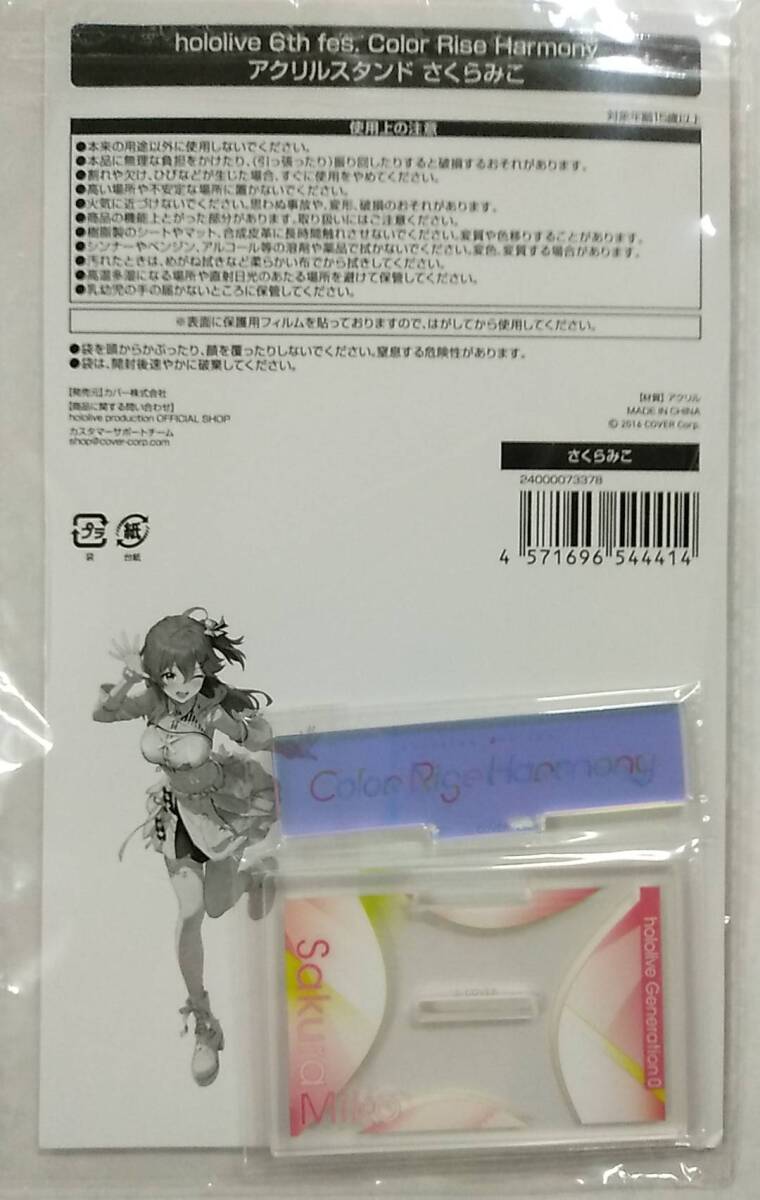 hololive 6th fes. Color Rise Harmony
アクリルスタンド さくらみこ
対象年齢15歳以上
使用上の注意
●本来の用途以外に使用しないでください。
●本品に無理な負担をかけたり、(引っ張ったり)振り回したりすると破損するおそれがあります。
●割れや欠け、ひびなどが生じた場合、すぐに使用をやめてください。
●高い場所や不安定な場所に置かないでください。
●火気に近づけないでください。思わぬ事故や、変形、破損のおそれがあります。
●商品の機能上とがった部分があります。取り扱いにはご注意ください。
●樹脂製のシートやマット、合成皮革に長時間触れさせないでください。変質や色移りすることがあります。
●シンナーやベンジン、アルコール等の溶剤や薬品で拭かないでください。変色、変質する場合があります。
●汚れたときは、めがね拭きなど柔らかい布でから拭きしてください。
●高温多湿になる場所や直射日光のあたる場所を避けて保管してください。
●乳幼児の手の届かないところに保管してください。
※表面に保護用フィルムを貼っておりますので、はがしてから使用してください。
●袋を頭からかぶったり、顔を覆ったりしないでください。窒息する危険性があります。
●袋は、開封後速やかに破棄してください。
【発売元】カバー株式会社
【商品に関する問い合わせ】
hololive production OFFICIAL SHOP
カスタマーサポートチーム
shop@cover-corp.com
【材質】アクリル
MADE IN CHINA
© 2016 COVER Corp.
さくらみこ
24000073378
4 571696 544414
プラ
袋
紙
台紙
Color Rise Harmony
hololive Generation 0
© COVER
Sakura
Miko